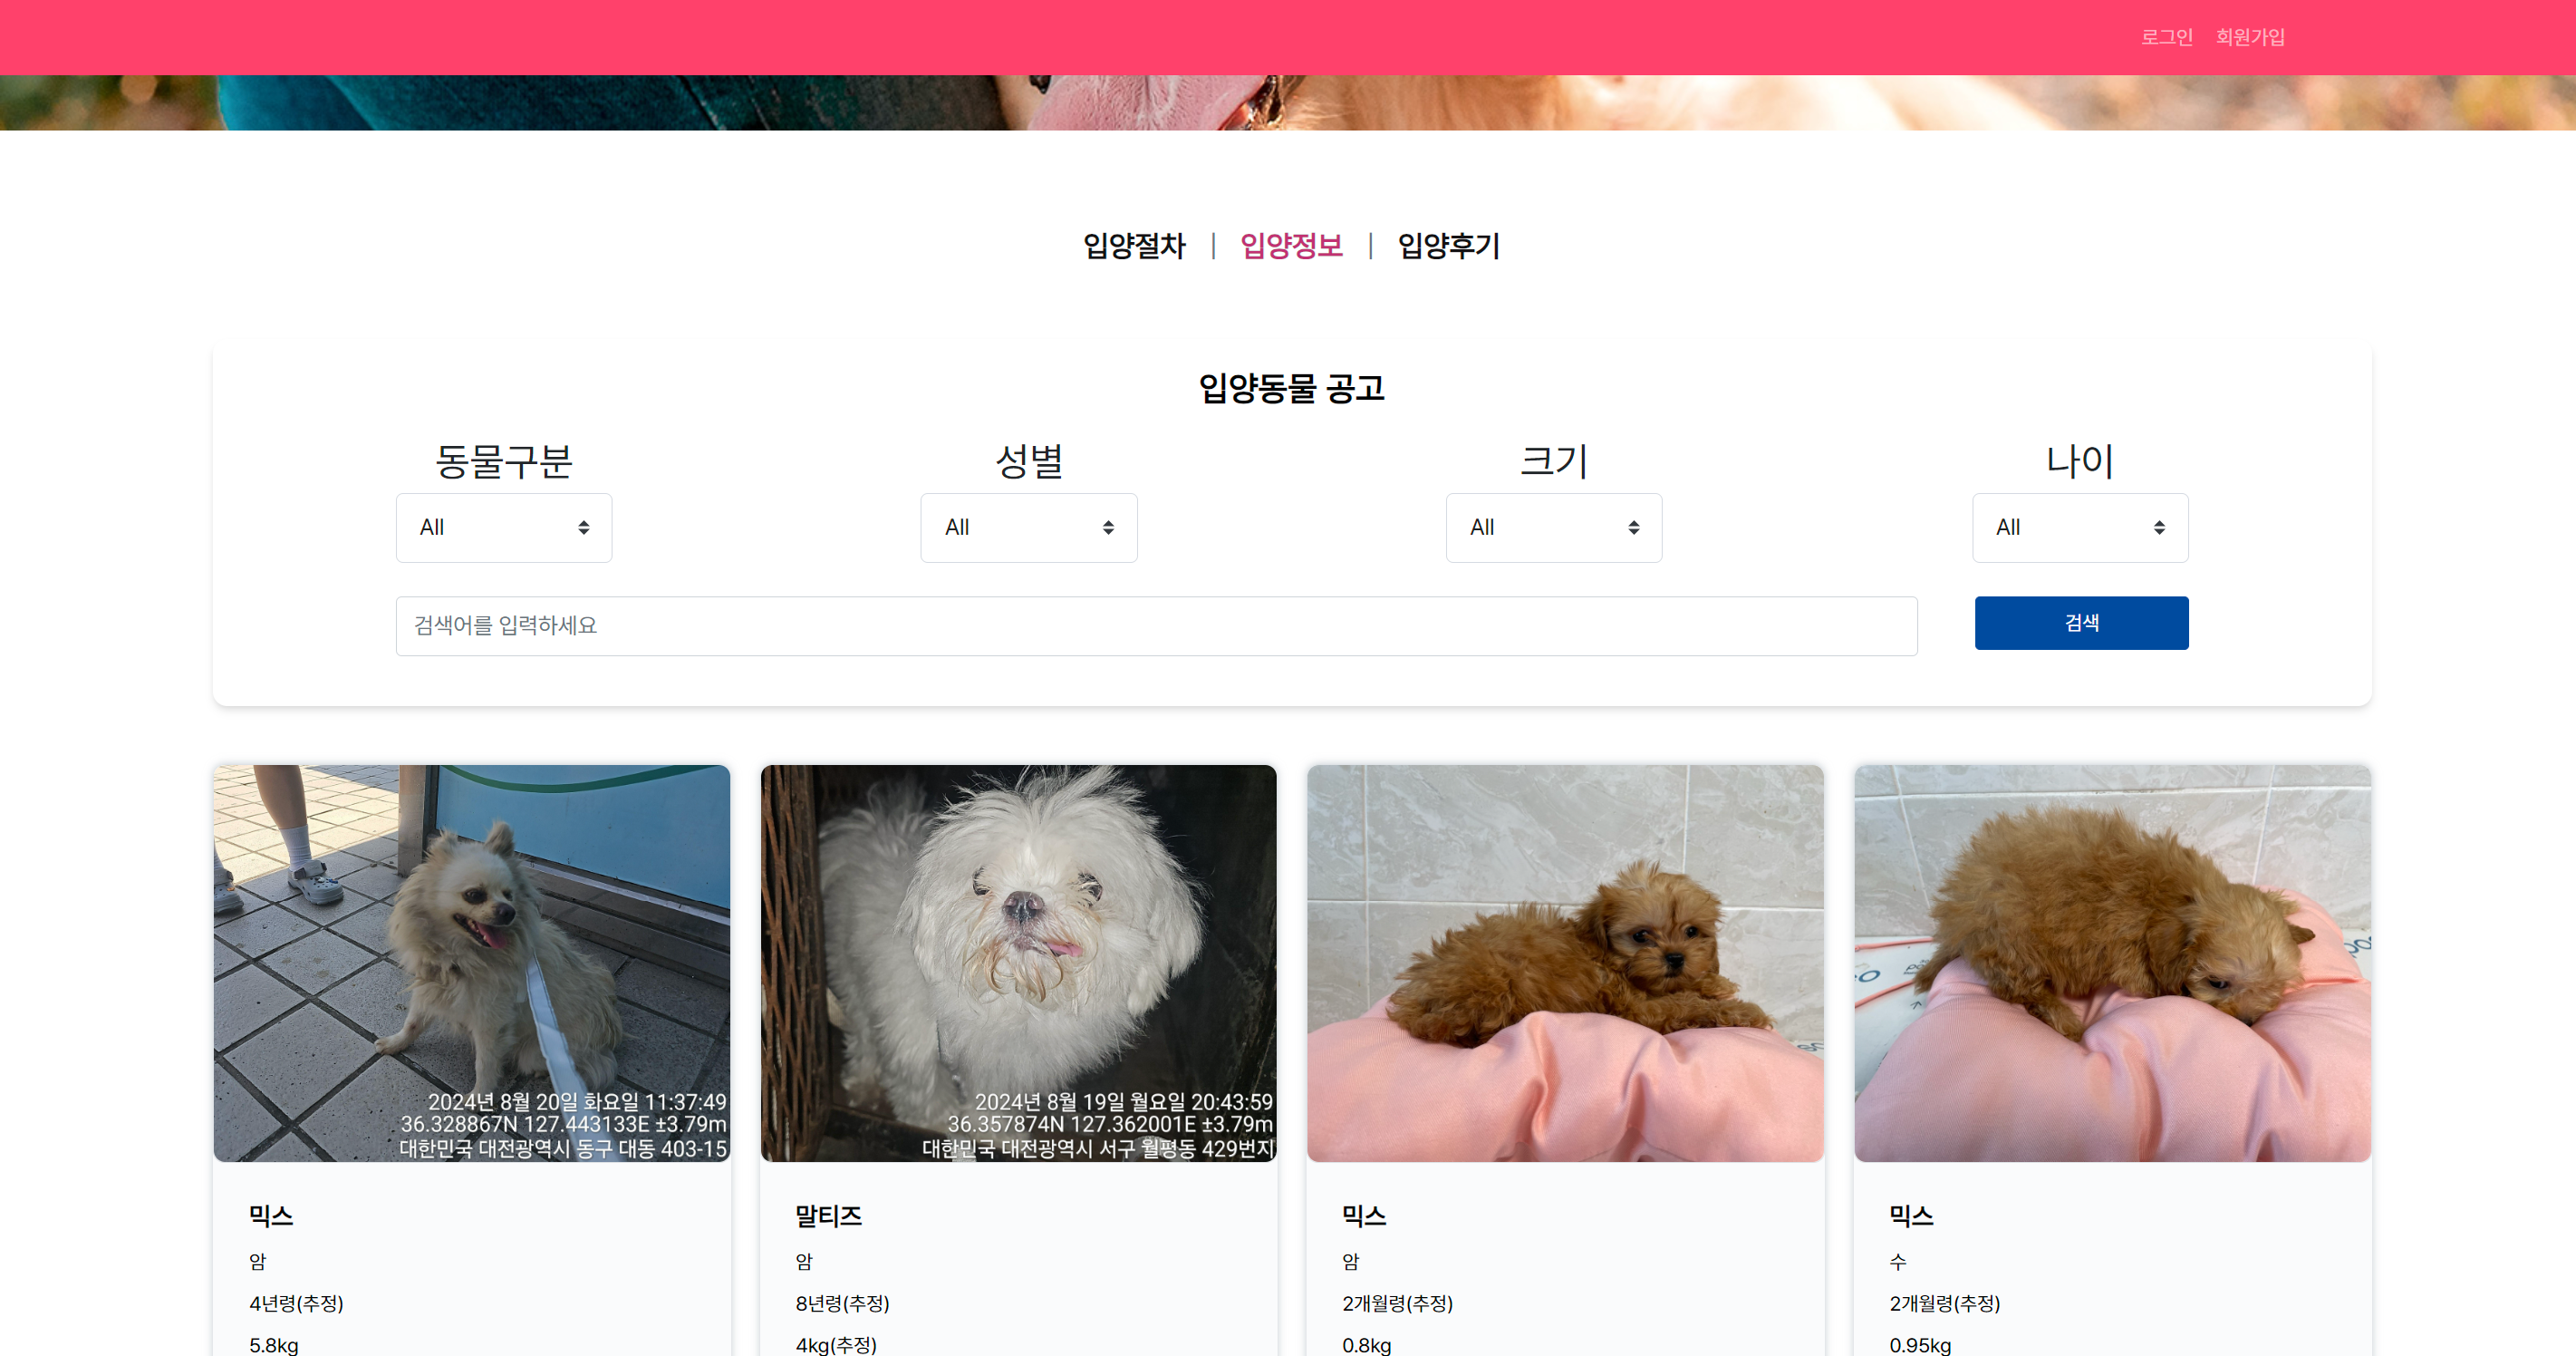 로그인 회원가입
입양절차 | 입양정보 | 입양후기
입양동물 공고
동물구분 성별 크기 나이
All All All All
검색어를 입력하세요 검색
2024년 8월 20일 화요일 11:37:49
36.328867N 127.443133E ±3.79m
대한민국 대전광역시 동구 대동 403-15
2024년 8월 19일 월요일 20:43:59
36.357874N 127.362001E ±3.79m
대한민국 대전광역시 서구 월평동 429번지
믹스
암
4년령(추정)
5.8kg
말티즈
암
8년령(추정)
4kg(추정)
믹스
암
2개월령(추정)
0.8kg
믹스
수
2개월령(추정)
0.95kg